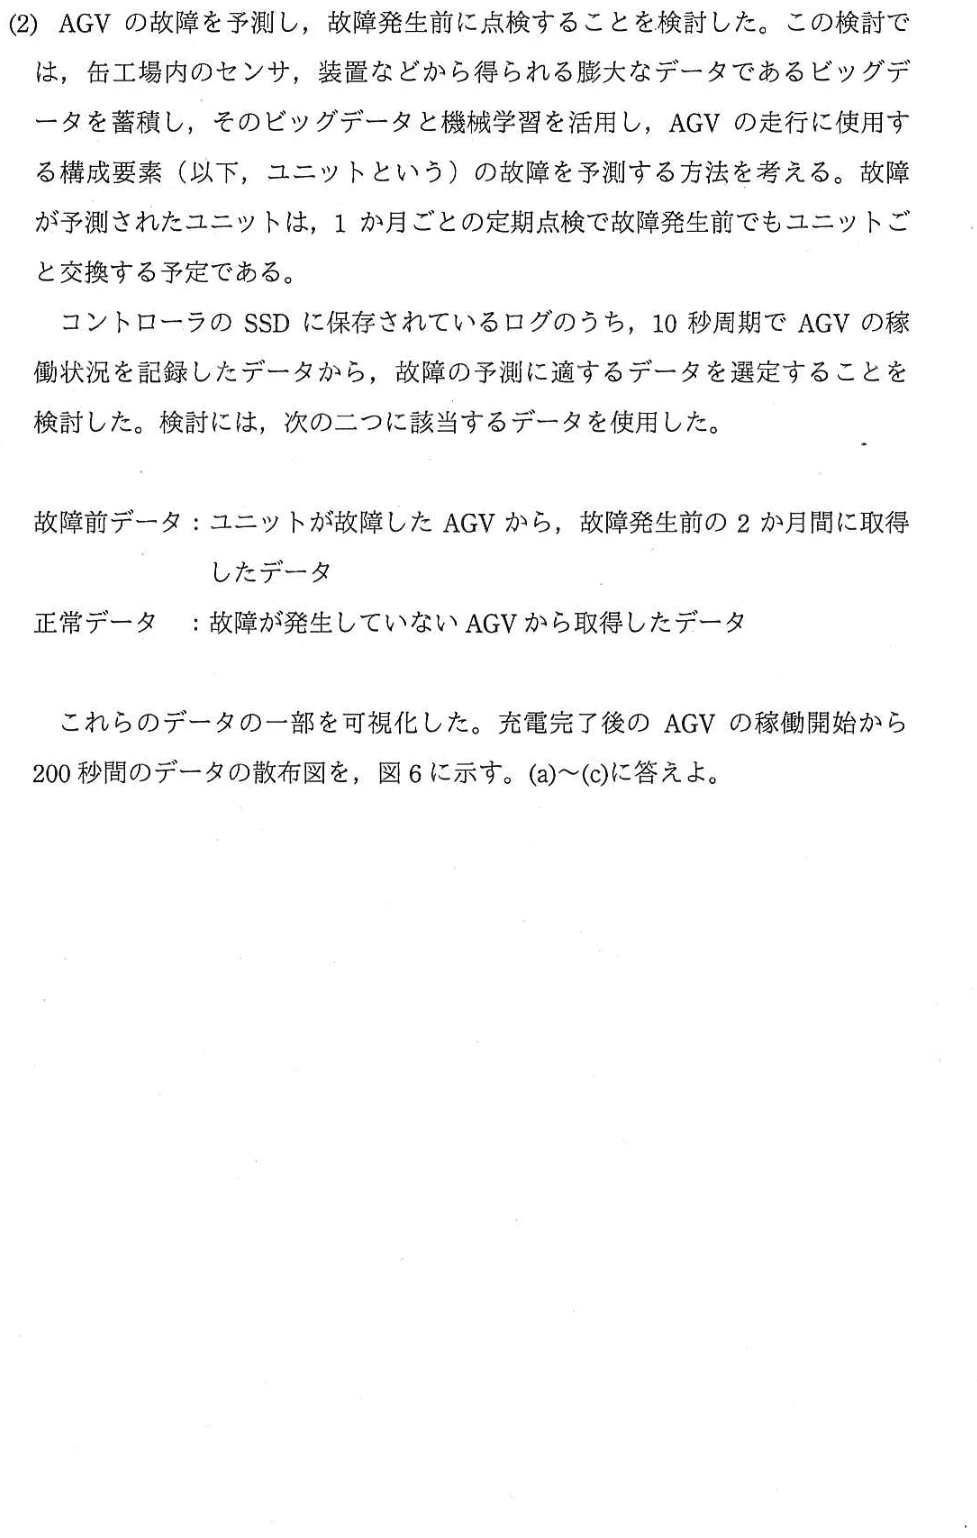 (2) AGV の故障を予測し，故障発生前に点検することを検討した。この検討で
は，缶工場内のセンサ，装置などから得られる膨大なデータであるビッグデ
ータを蓄積し，そのビッグデータと機械学習を活用し，AGV の走行に使用す
る構成要素（以下，ユニットという）の故障を予測する方法を考える。故障
が予測されたユニットは，1 か月ごとの定期点検で故障発生前でもユニットご
と交換する予定である。
コントローラの SSD に保存されているログのうち，10 秒周期で AGV の稼
働状況を記録したデータから，故障の予測に適するデータを選定することを
検討した。検討には，次の二つに該当するデータを使用した。
故障前データ：ユニットが故障した AGV から，故障発生前の 2 か月間に取得
したデータ
正常データ ：故障が発生していない AGV から取得したデータ
これらのデータの一部を可視化した。充電完了後の AGV の稼働開始から
200 秒間のデータの散布図を，図 6 に示す。(a)～(c)に答えよ。